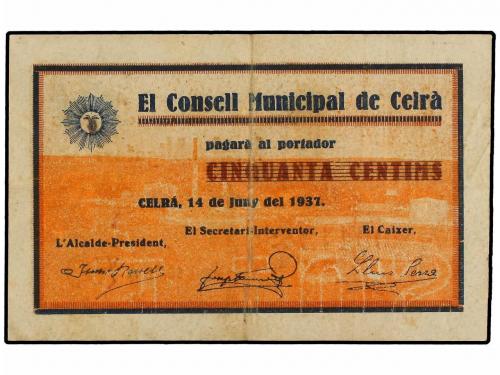 El Consell Municipal de Celrà
pagarà al portador
CINQUANTA CENTIMS
CELRÀ, 14 de Juny del 1937.
El Secretari-Interventor,
El Caixer,
L'Alcalde-President,